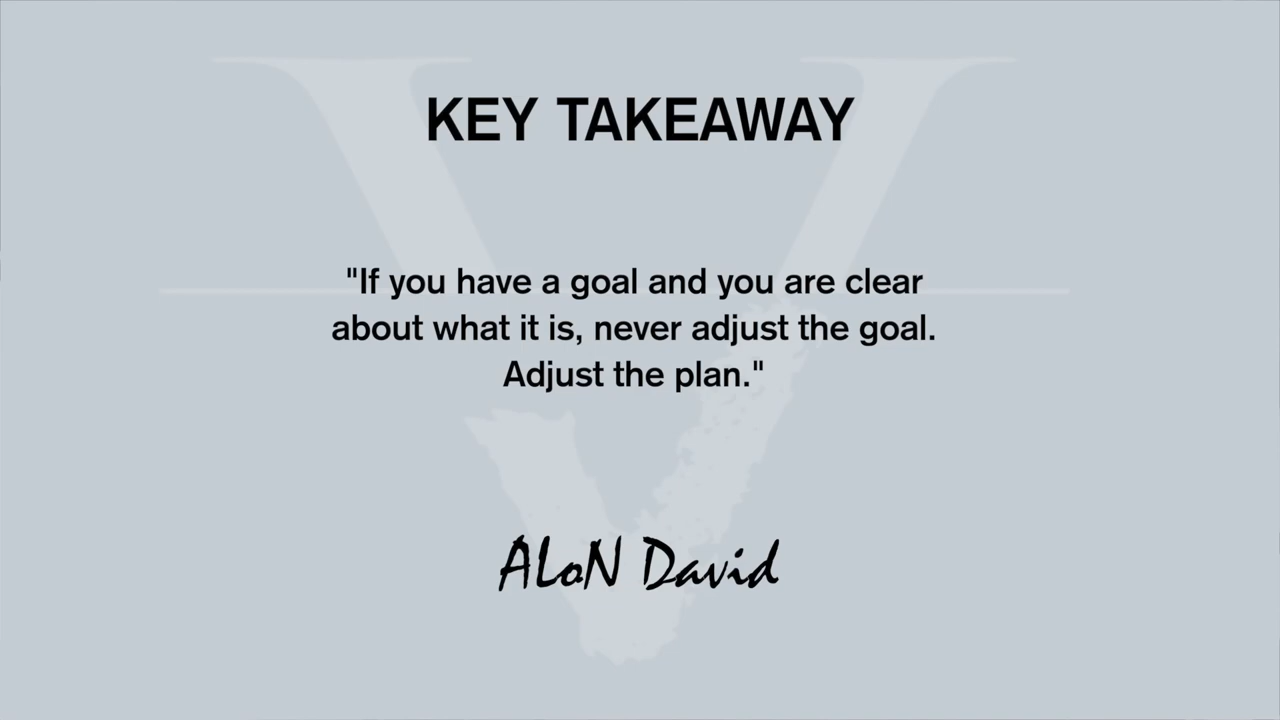 KEY TAKEAWAY
"If you have a goal and you are clear
about what it is, never adjust the goal.
Adjust the plan."
ALoN David